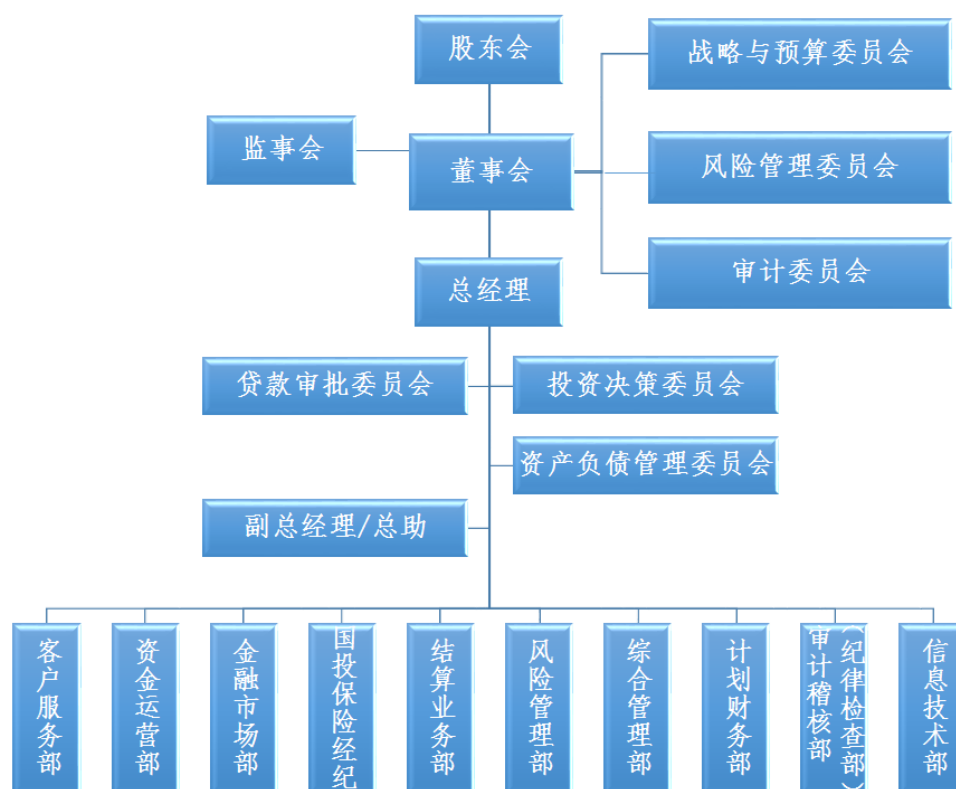 股东会
战略与预算委员会
监事会
董事会
风险管理委员会
总经理
审计委员会
贷款审批委员会
投资决策委员会
资产负债管理委员会
副总经理/总助
客户服务部
资金运营部
金融市场部
国投保险经纪
结算业务部
风险管理部
综合管理部
计划财务部
审计稽核部
（纪律检查部）
信息技术部